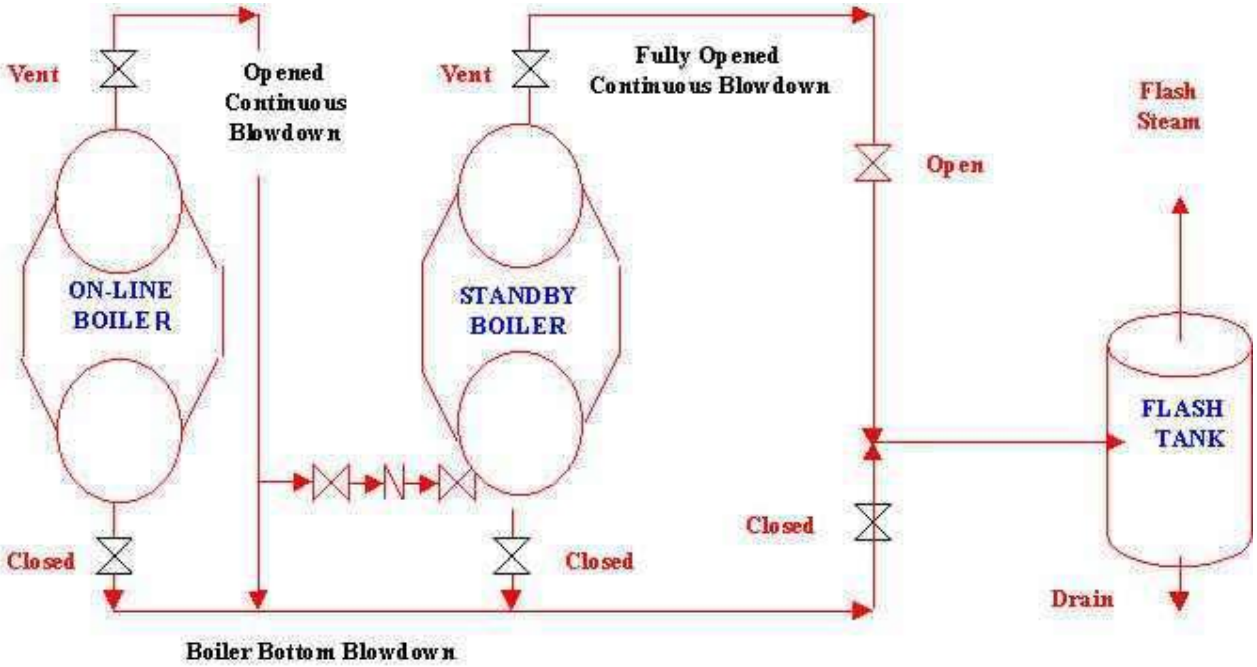 Vent
Opened
Continuous
Blowdown
Vent
Fully Opened
Continuous Blowdown
Flash
Steam
Open
ON-LINE
BOILER
STANDBY
BOILER
FLASH
TANK
Closed
Closed
Closed
Drain
Boiler Bottom Blowdown